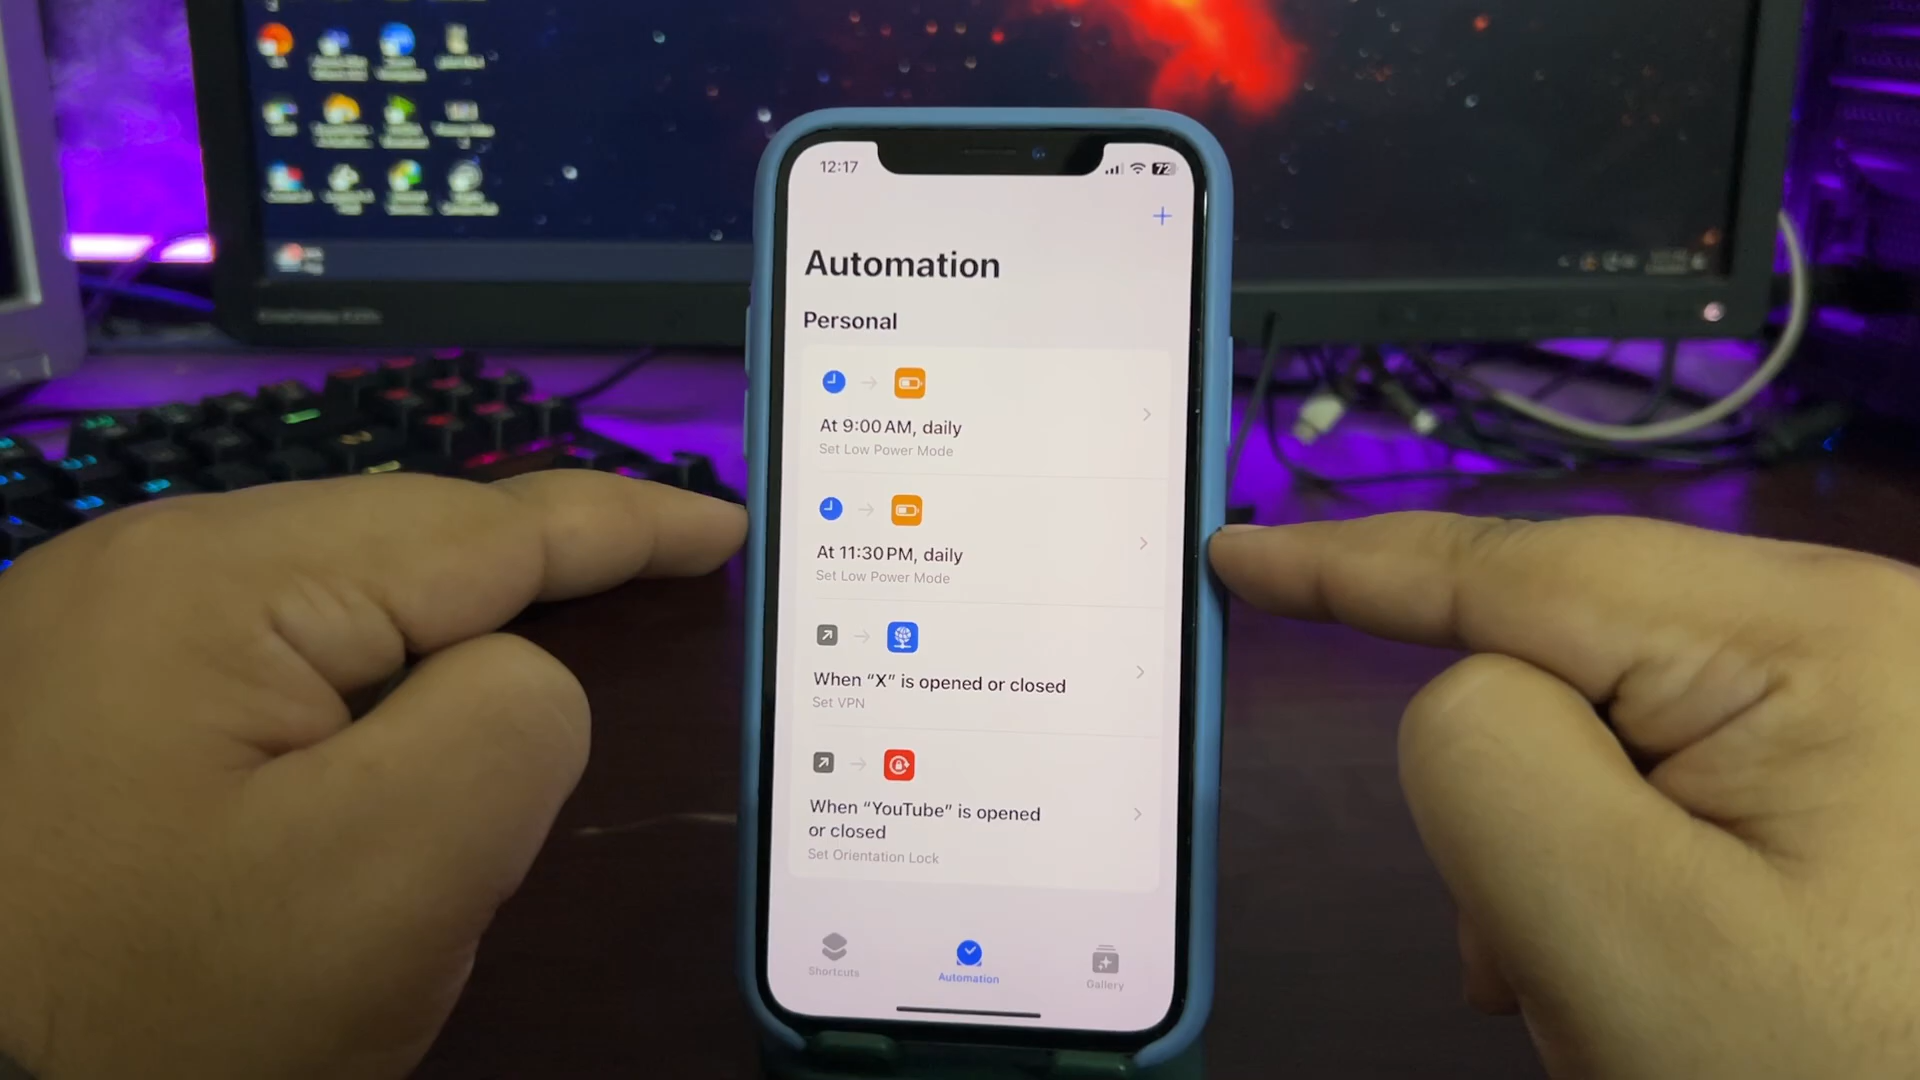 12:17
72
+
Automation
Personal
At 9:00 AM, daily
Set Low Power Mode
At 11:30 PM, daily
Set Low Power Mode
When “X” is opened or closed
Set VPN
When “YouTube” is opened
or closed
Set Orientation Lock
Shortcuts
Automation
Gallery